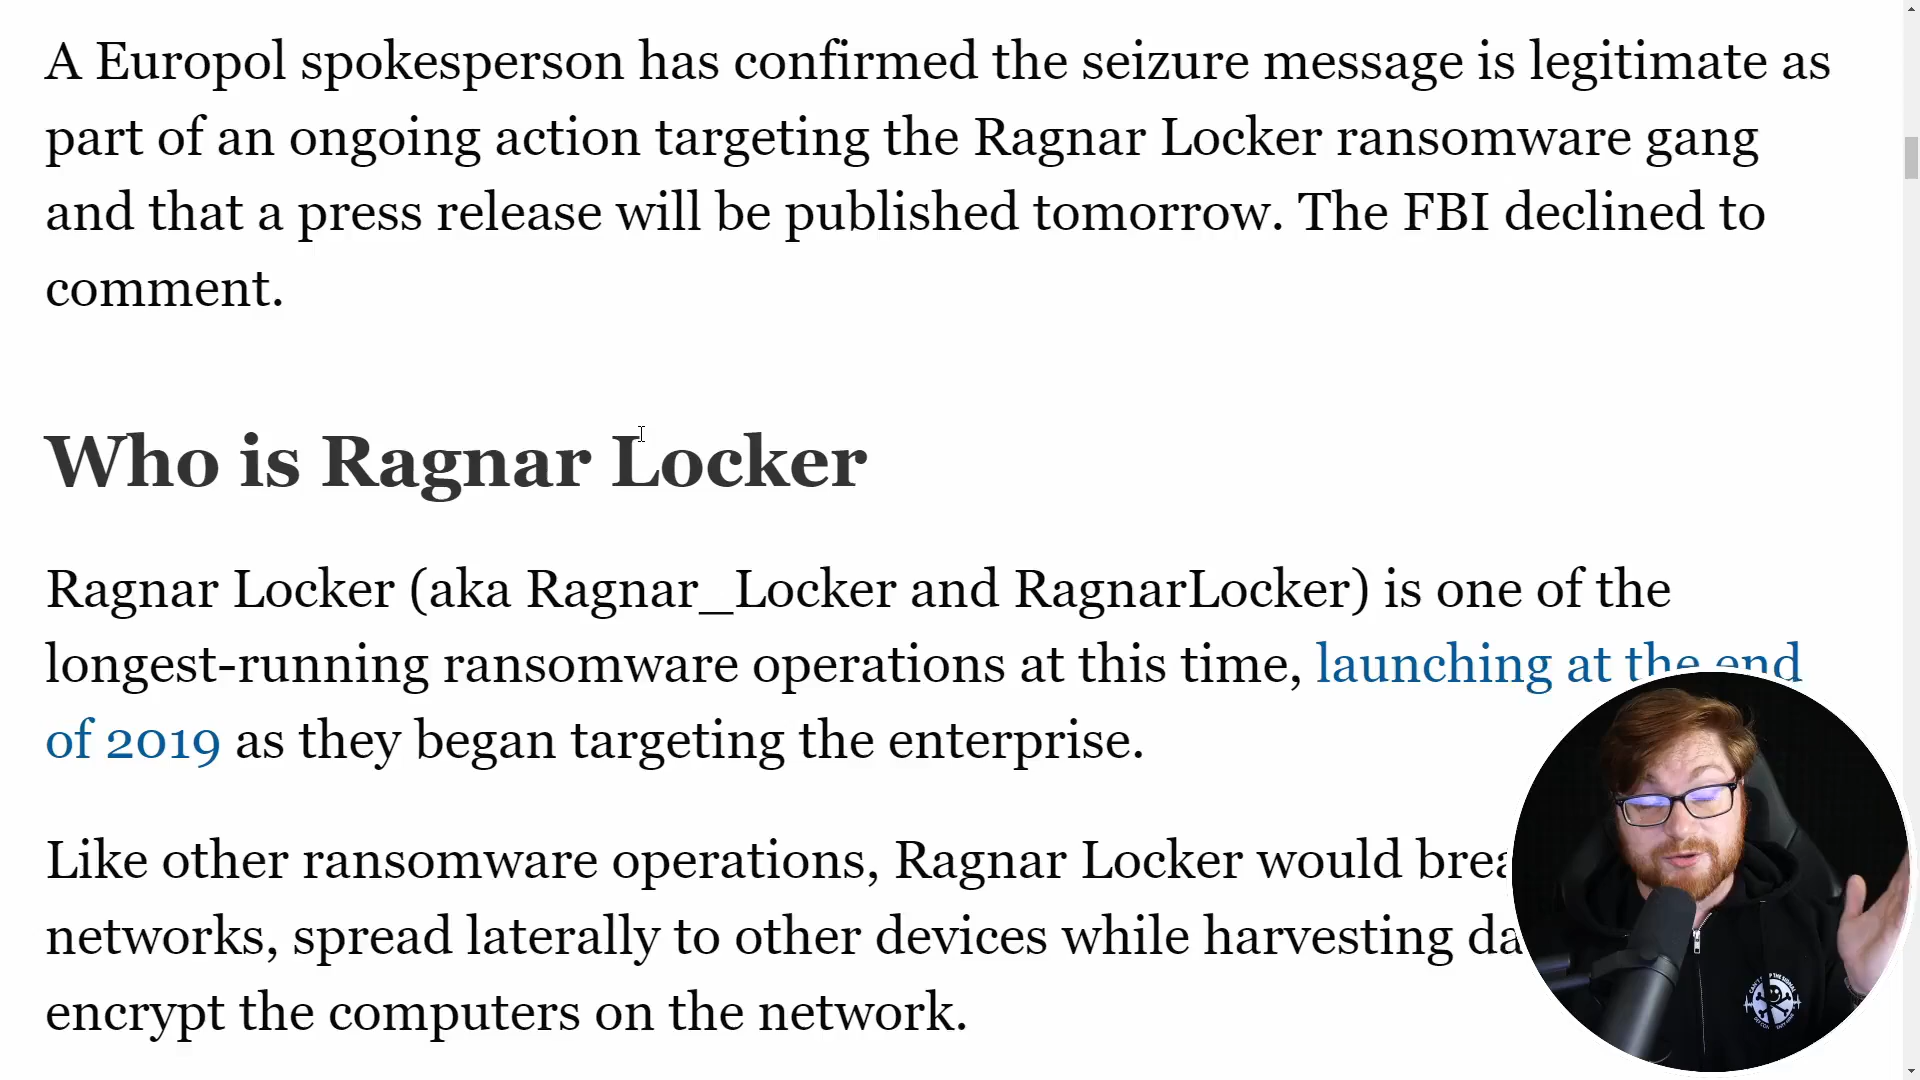 A Europol spokesperson has confirmed the seizure message is legitimate as
part of an ongoing action targeting the Ragnar Locker ransomware gang
and that a press release will be published tomorrow. The FBI declined to
comment.
Who is Ragnar Locker
Ragnar Locker (aka Ragnar_Locker and RagnarLocker) is one of the
longest-running ransomware operations at this time, launching at the end
of 2019 as they began targeting the enterprise.
Like other ransomware operations, Ragnar Locker would
networks, spread laterally to other devices while harvesting
encrypt the computers on the network.